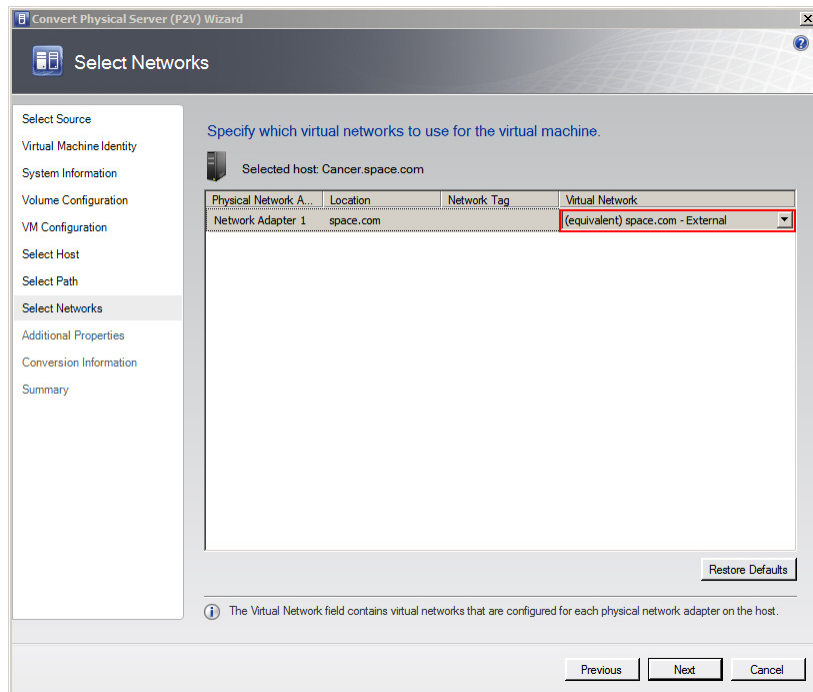 Convert Physical Server (P2V) Wizard
Select Networks
Select Source
Virtual Machine Identity
System Information
Volume Configuration
VM Configuration
Select Host
Select Path
Select Networks
Additional Properties
Conversion Information
Summary
Specify which virtual networks to use for the virtual machine.
Selected host: Cancer.space.com
Physical Network A... Location Network Tag Virtual Network
Network Adapter 1 space.com (equivalent) space.com - External
Restore Defaults
The Virtual Network field contains virtual networks that are configured for each physical network adapter on the host.
Previous Next Cancel